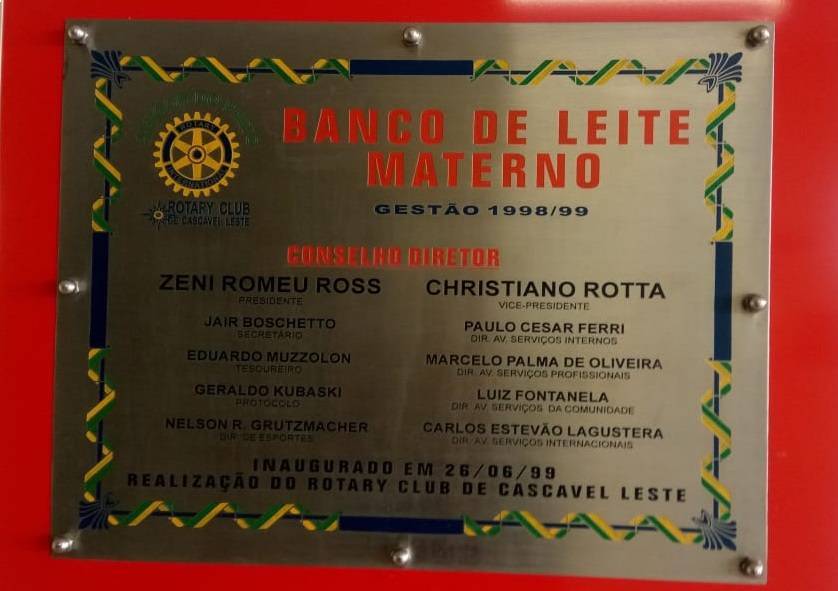 ROTARY
INTERNATIONAL
ROTARY CLUB
DE CASCAVEL LESTE
BANCO DE LEITE
MATERNO
GESTÃO 1998/99
CONSELHO DIRETOR
ZENI ROMEU ROSS
PRESIDENTE
CHRISTIANO ROTTA
VICE-PRESIDENTE
JAIR BOSCHETTO
SECRETÁRIO
PAULO CESAR FERRI
DIR. AV. SERVIÇOS INTERNOS
EDUARDO MUZZOLON
TESOUREIRO
MARCELO PALMA DE OLIVEIRA
DIR. AV. SERVIÇOS PROFISSIONAIS
GERALDO KUBASKI
PROTOCOLO
LUIZ FONTANELA
DIR. AV. SERVIÇOS DA COMUNIDADE
NELSON R. GRUTZMACHER
DIR. DE ESPORTES
CARLOS ESTEVÃO LAGUSTERA
DIR. AV. SERVIÇOS INTERNACIONAIS
INAUGURADO EM 26/06/99
REALIZAÇÃO DO ROTARY CLUB DE CASCAVEL LESTE